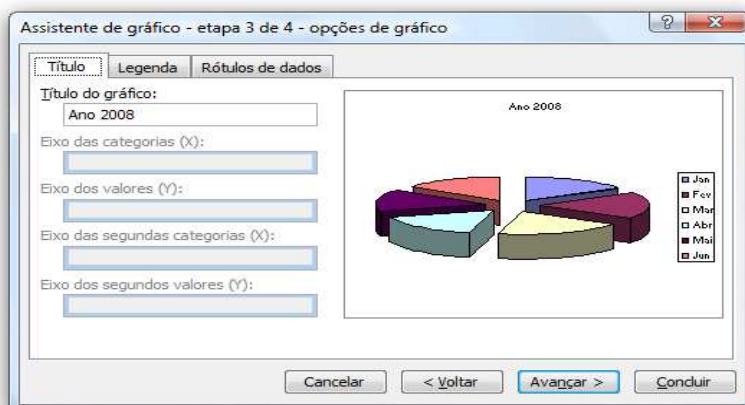 Assistente de gráfico - etapa 3 de 4 - opções de gráfico
Título
Legenda
Rótulos de dados
Título do gráfico:
Ano 2008
Eixo das categorias (X):
Eixo dos valores (Y):
Eixo das segundas categorias (X):
Eixo dos segundos valores (Y):
Ano 2008
Jan
Fev
Mar
Abr
Mai
Jun
Cancelar
< Voltar
Avançar >
Concluir